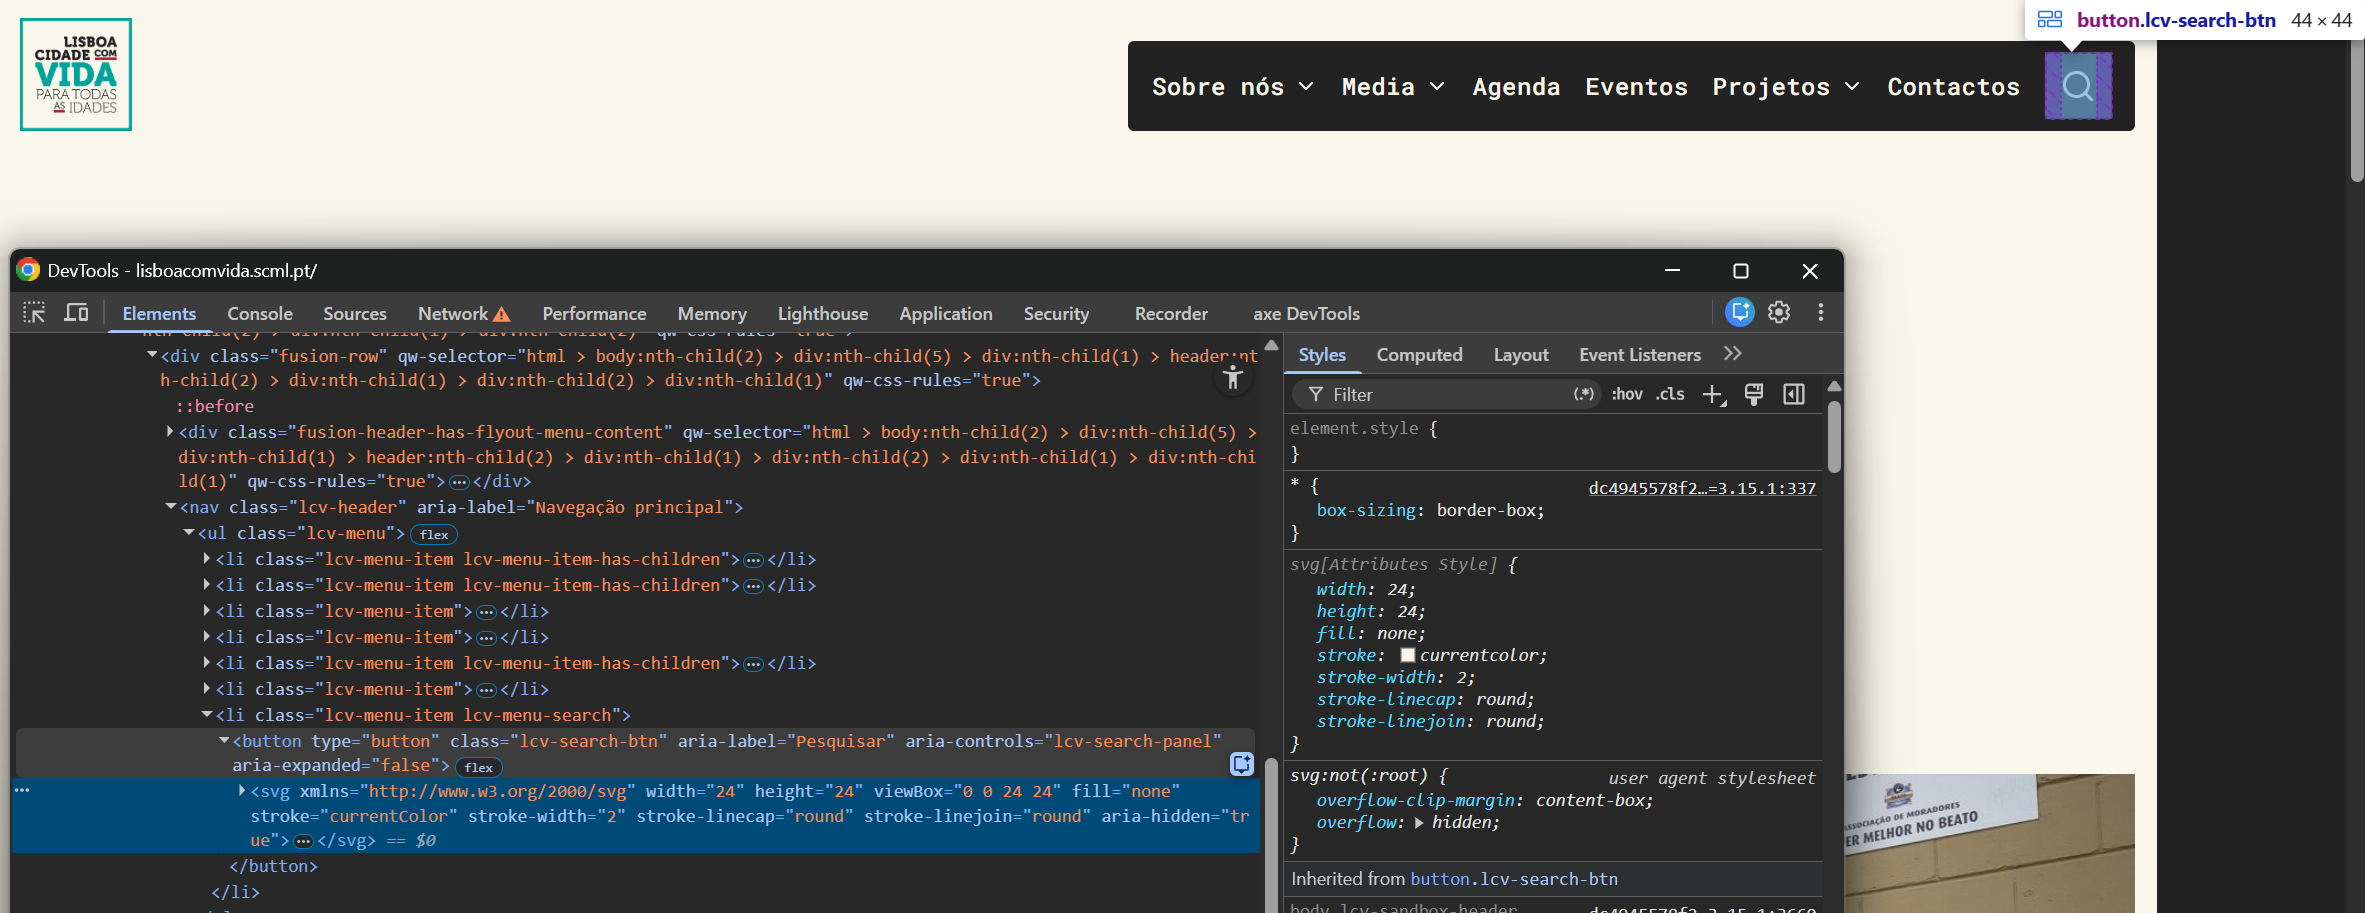 LISBOA
CIDADE COM
VIDA
PARA TODAS
AS IDADES
button.lcv-search-btn 44 × 44
Sobre nós Media Agenda Eventos Projetos Contactos
DevTools - lisboacomvida.scml.pt/
Elements Console Sources Network Performance Memory Lighthouse Application Security Recorder axe DevTools
<div class="fusion-row" qw-selector="html > body:nth-child(2) > div:nth-child(5) > div:nth-child(1) > header:nt
h-child(2) > div:nth-child(1) > div:nth-child(2) > div:nth-child(1)" qw-css-rules="true">
::before
<div class="fusion-header-has-flyout-menu-content" qw-selector="html > body:nth-child(2) > div:nth-child(5) >
div:nth-child(1) > header:nth-child(2) > div:nth-child(1) > div:nth-child(2) > div:nth-child(1) > div:nth-chi
ld(1)" qw-css-rules="true">…</div>
<nav class="lcv-header" aria-label="Navegação principal">
<ul class="lcv-menu"> flex
<li class="lcv-menu-item lcv-menu-item-has-children">…</li>
<li class="lcv-menu-item lcv-menu-item-has-children">…</li>
<li class="lcv-menu-item">…</li>
<li class="lcv-menu-item">…</li>
<li class="lcv-menu-item lcv-menu-item-has-children">…</li>
<li class="lcv-menu-item">…</li>
<li class="lcv-menu-item lcv-menu-search">
<button type="button" class="lcv-search-btn" aria-label="Pesquisar" aria-controls="lcv-search-panel"
aria-expanded="false"> flex
<svg xmlns="http://www.w3.org/2000/svg" width="24" height="24" viewBox="0 0 24 24" fill="none"
stroke="currentColor" stroke-width="2" stroke-linecap="round" stroke-linejoin="round" aria-hidden="tr
ue">…</svg> == $0
</button>
</li>
Styles Computed Layout Event Listeners
Filter :hov .cls
element.style {
}
* { dc4945578f2…=3.15.1:337
box-sizing: border-box;
}
svg[Attributes Style] {
width: 24;
height: 24;
fill: none;
stroke: currentcolor;
stroke-width: 2;
stroke-linecap: round;
stroke-linejoin: round;
}
svg:not(:root) { user agent stylesheet
overflow-clip-margin: content-box;
overflow: hidden;
}
Inherited from button.lcv-search-btn
body.lcv-sandbox-header
ASSOCIAÇÃO DE MORADORES
ER MELHOR NO BEATO